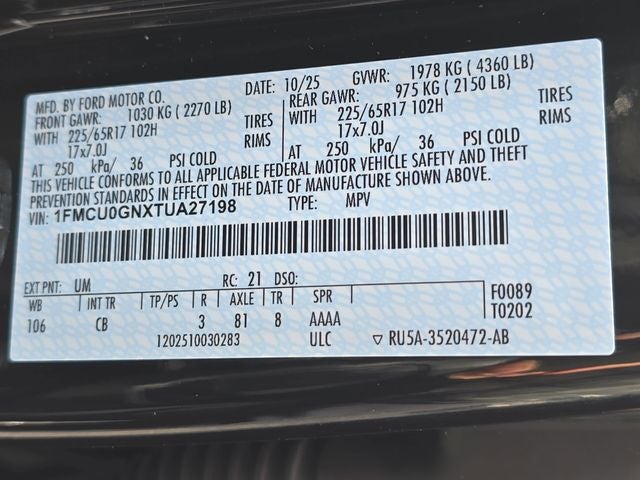 MFD. BY FORD MOTOR CO. DATE: 10/25 GVWR: 1978 KG ( 4360 LB)
FRONT GAWR: 1030 KG ( 2270 LB) REAR GAWR: 975 KG ( 2150 LB)
WITH 225/65R17 102H TIRES WITH 225/65R17 102H TIRES
17x7.0J RIMS 17x7.0J RIMS
AT 250 kPa/ 36 PSI COLD AT 250 kPa/ 36 PSI COLD
THIS VEHICLE CONFORMS TO ALL APPLICABLE FEDERAL MOTOR VEHICLE SAFETY AND THEFT
PREVENTION STANDARDS IN EFFECT ON THE DATE OF MANUFACTURE SHOWN ABOVE.
VIN: 1FMCU0GNXTUA27198 TYPE: MPV
EXT PNT: UM RC: 21 DSO:
WB INT TR TP/PS R AXLE TR SPR F0089
106 CB 3 81 8 AAAA T0202
1202510030283 ULC ▽ RU5A-3520472-AB